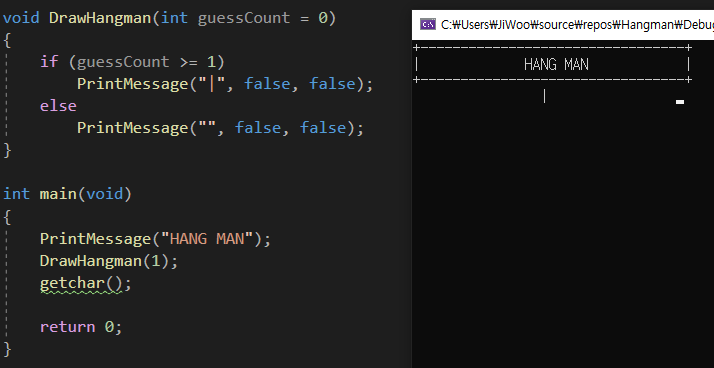 void DrawHangman(int guessCount = 0)
{
    if (guessCount >= 1)
        PrintMessage("|", false, false);
    else
        PrintMessage("", false, false);
}

int main(void)
{
    PrintMessage("HANG MAN");
    DrawHangman(1);
    getchar();

    return 0;
}
C:\Users\JiWoo\source\repos\Hangman\Debug
+---------------------------------+
|             HANG MAN            |
+---------------------------------+
                |